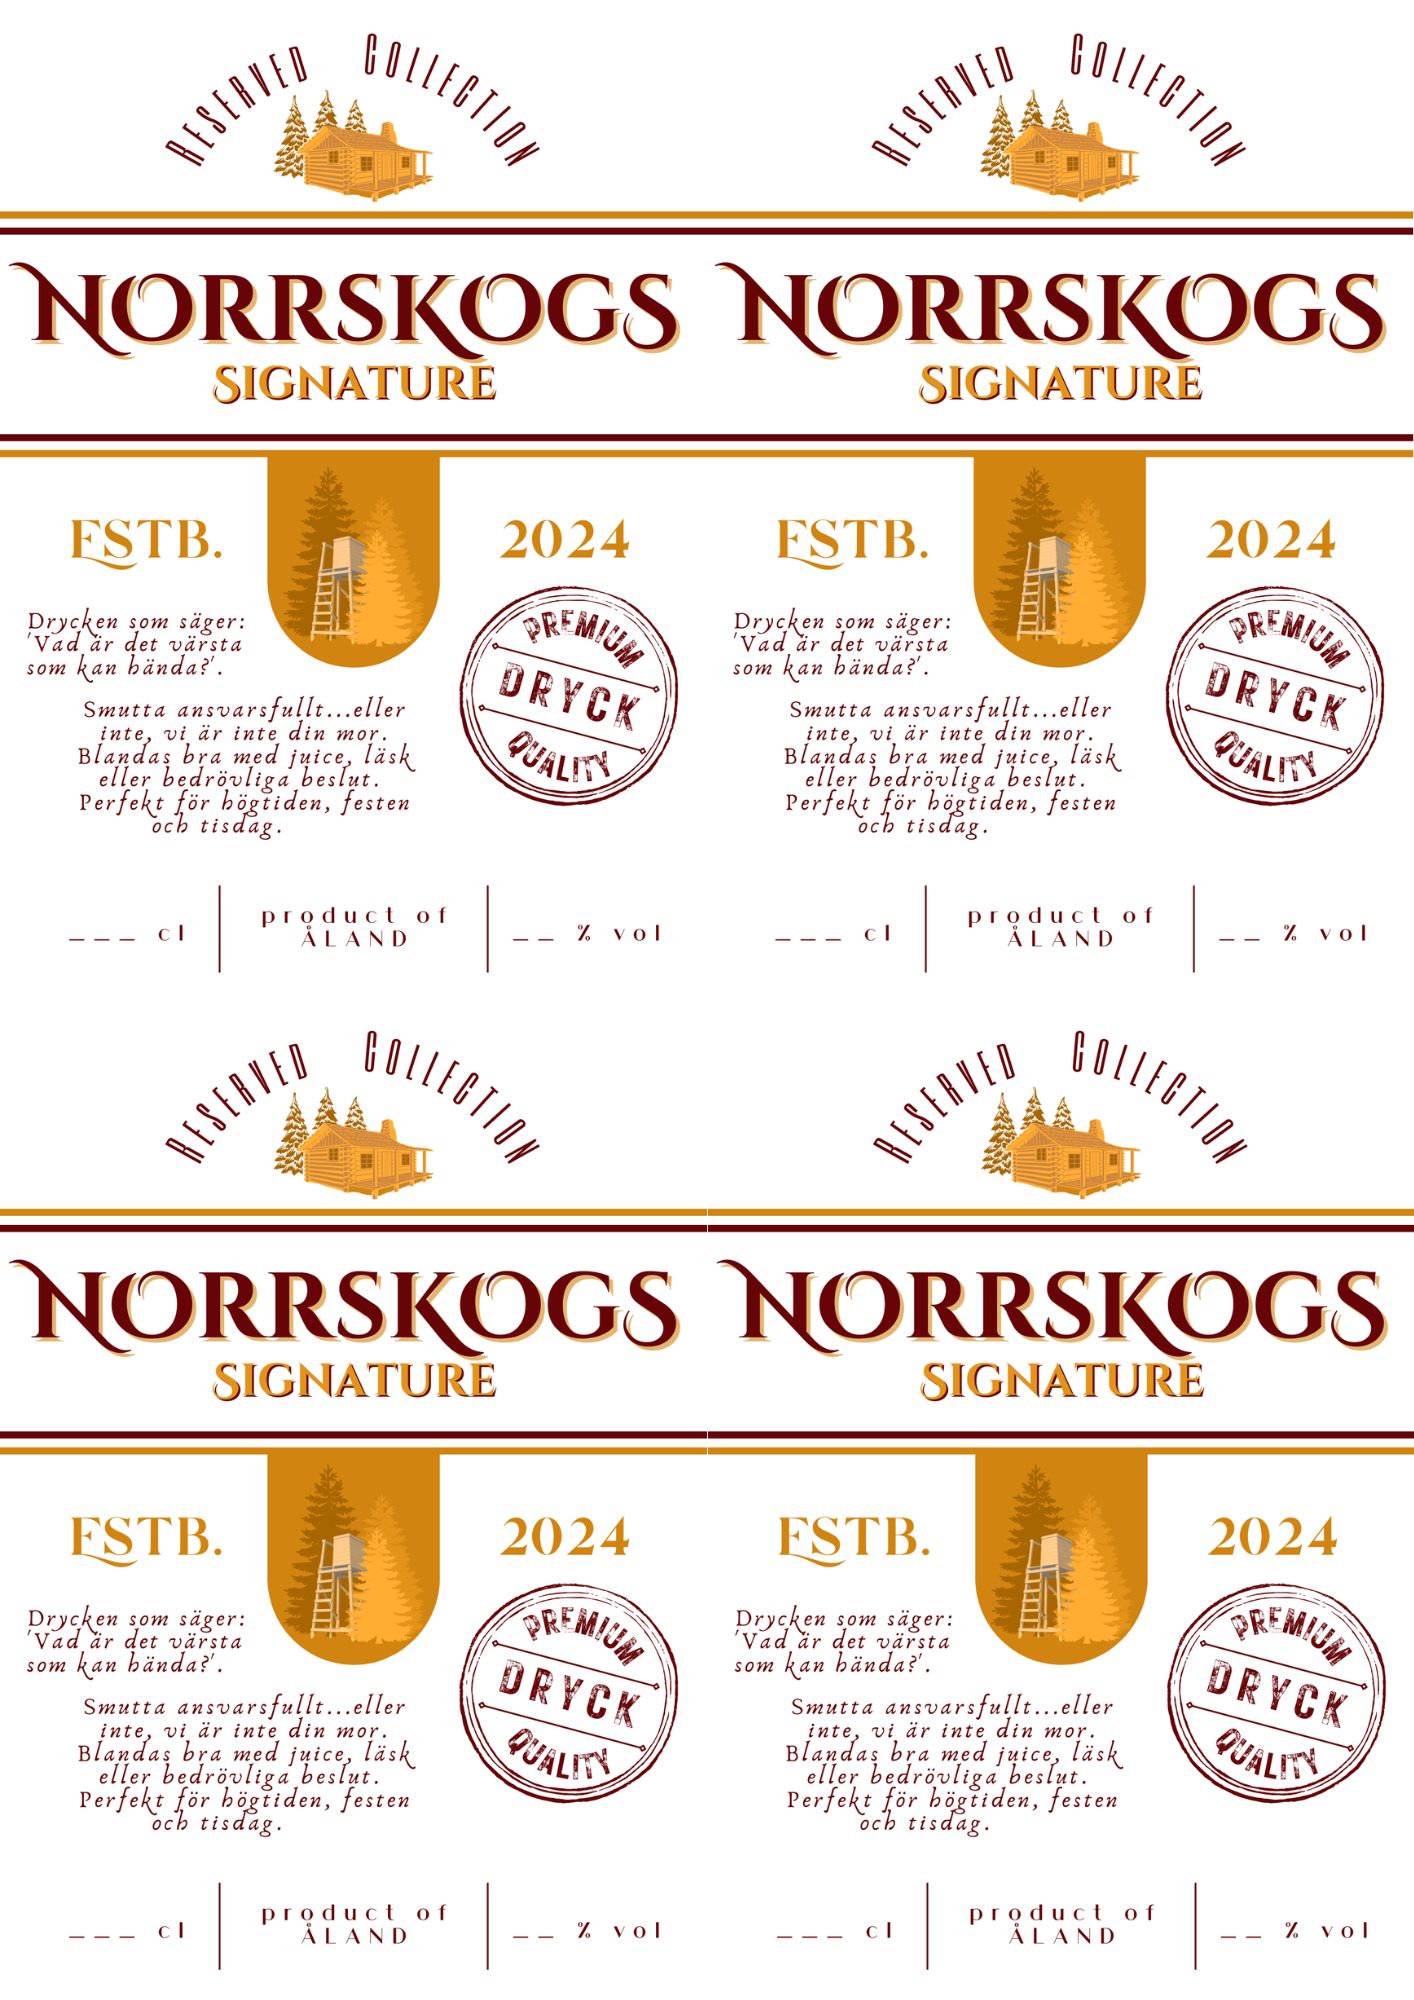 RESERVED COLLECTION
NORRSKOGS
SIGNATURE
ESTB.
2024
Drycken som säger:
'Vad är det värsta
som kan hända?'.
PREMIUM
DRYCK
QUALITY
Smutta ansvarsfullt...eller
inte, vi är inte din mor.
Blandas bra med juice, läsk
eller bedrövliga beslut.
Perfekt för högtiden, festen
och tisdag.
___ cl
product of
ÅLAND
__ % vol
RESERVED COLLECTION
NORRSKOGS
SIGNATURE
ESTB.
2024
Drycken som säger:
'Vad är det värsta
som kan hända?'.
PREMIUM
DRYCK
QUALITY
Smutta ansvarsfullt...eller
inte, vi är inte din mor.
Blandas bra med juice, läsk
eller bedrövliga beslut.
Perfekt för högtiden, festen
och tisdag.
___ cl
product of
ÅLAND
__ % vol
RESERVED COLLECTION
NORRSKOGS
SIGNATURE
ESTB.
2024
Drycken som säger:
'Vad är det värsta
som kan hända?'.
PREMIUM
DRYCK
QUALITY
Smutta ansvarsfullt...eller
inte, vi är inte din mor.
Blandas bra med juice, läsk
eller bedrövliga beslut.
Perfekt för högtiden, festen
och tisdag.
___ cl
product of
ÅLAND
__ % vol
RESERVED COLLECTION
NORRSKOGS
SIGNATURE
ESTB.
2024
Drycken som säger:
'Vad är det värsta
som kan hända?'.
PREMIUM
DRYCK
QUALITY
Smutta ansvarsfullt...eller
inte, vi är inte din mor.
Blandas bra med juice, läsk
eller bedrövliga beslut.
Perfekt för högtiden, festen
och tisdag.
___ cl
product of
ÅLAND
__ % vol